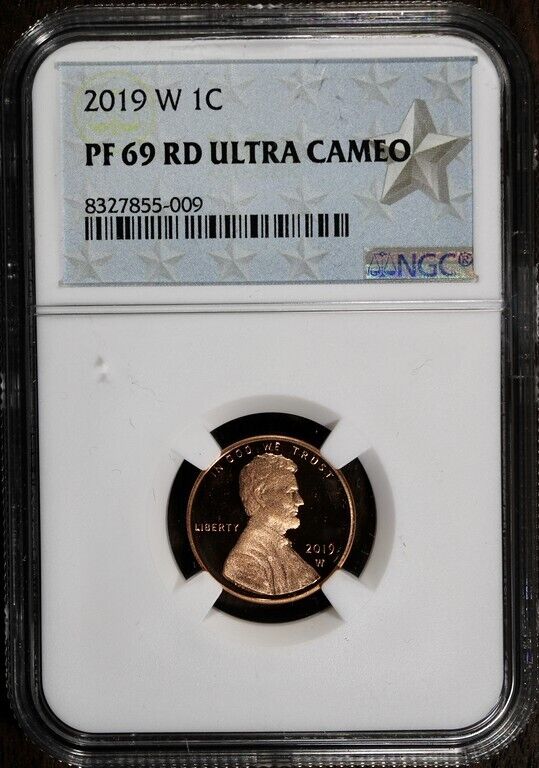 2019 W 1C
PF 69 RD ULTRA CAMEO
8327855-009
NGC®
IN GOD WE TRUST
LIBERTY
2019
W